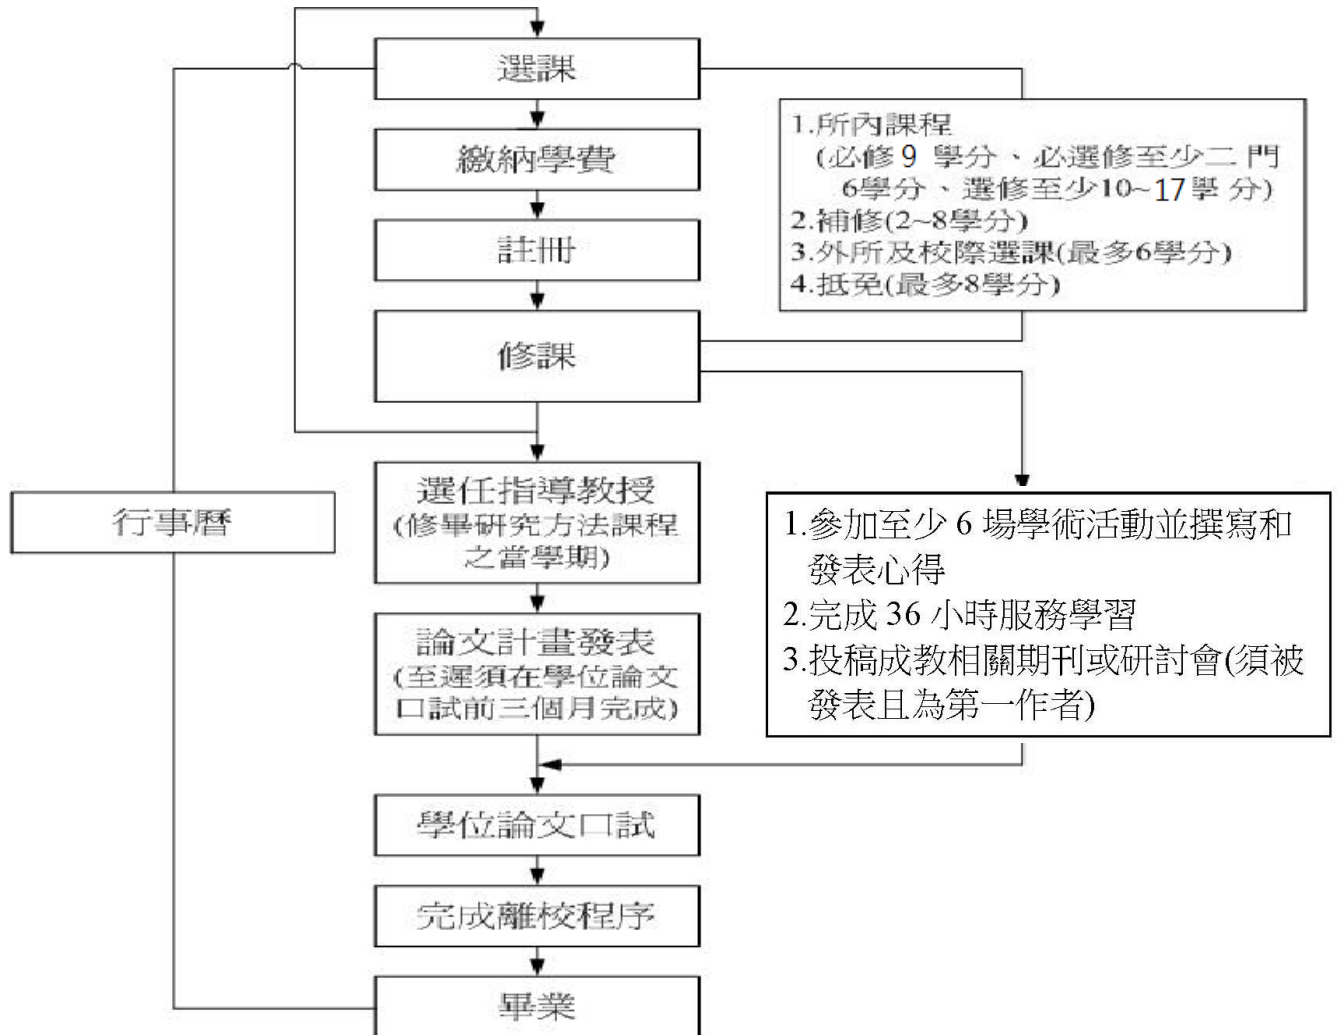 選課
繳納學費
註冊
修課
1.所內課程
(必修9 學分、必選修至少二 門
6學分、選修至少10~17學 分)
2.補修(2~8學分)
3.外所及校際選課(最多6學分)
4.抵免(最多8學分)
行事曆
選任指導教授
(修畢研究方法課程
之當學期)
論文計畫發表
(至遲須在學位論文
口試前三個月完成)
1.參加至少 6 場學術活動並撰寫和
發表心得
2.完成 36 小時服務學習
3.投稿成教相關期刊或研討會(須被
發表且為第一作者)
學位論文口試
完成離校程序
畢業